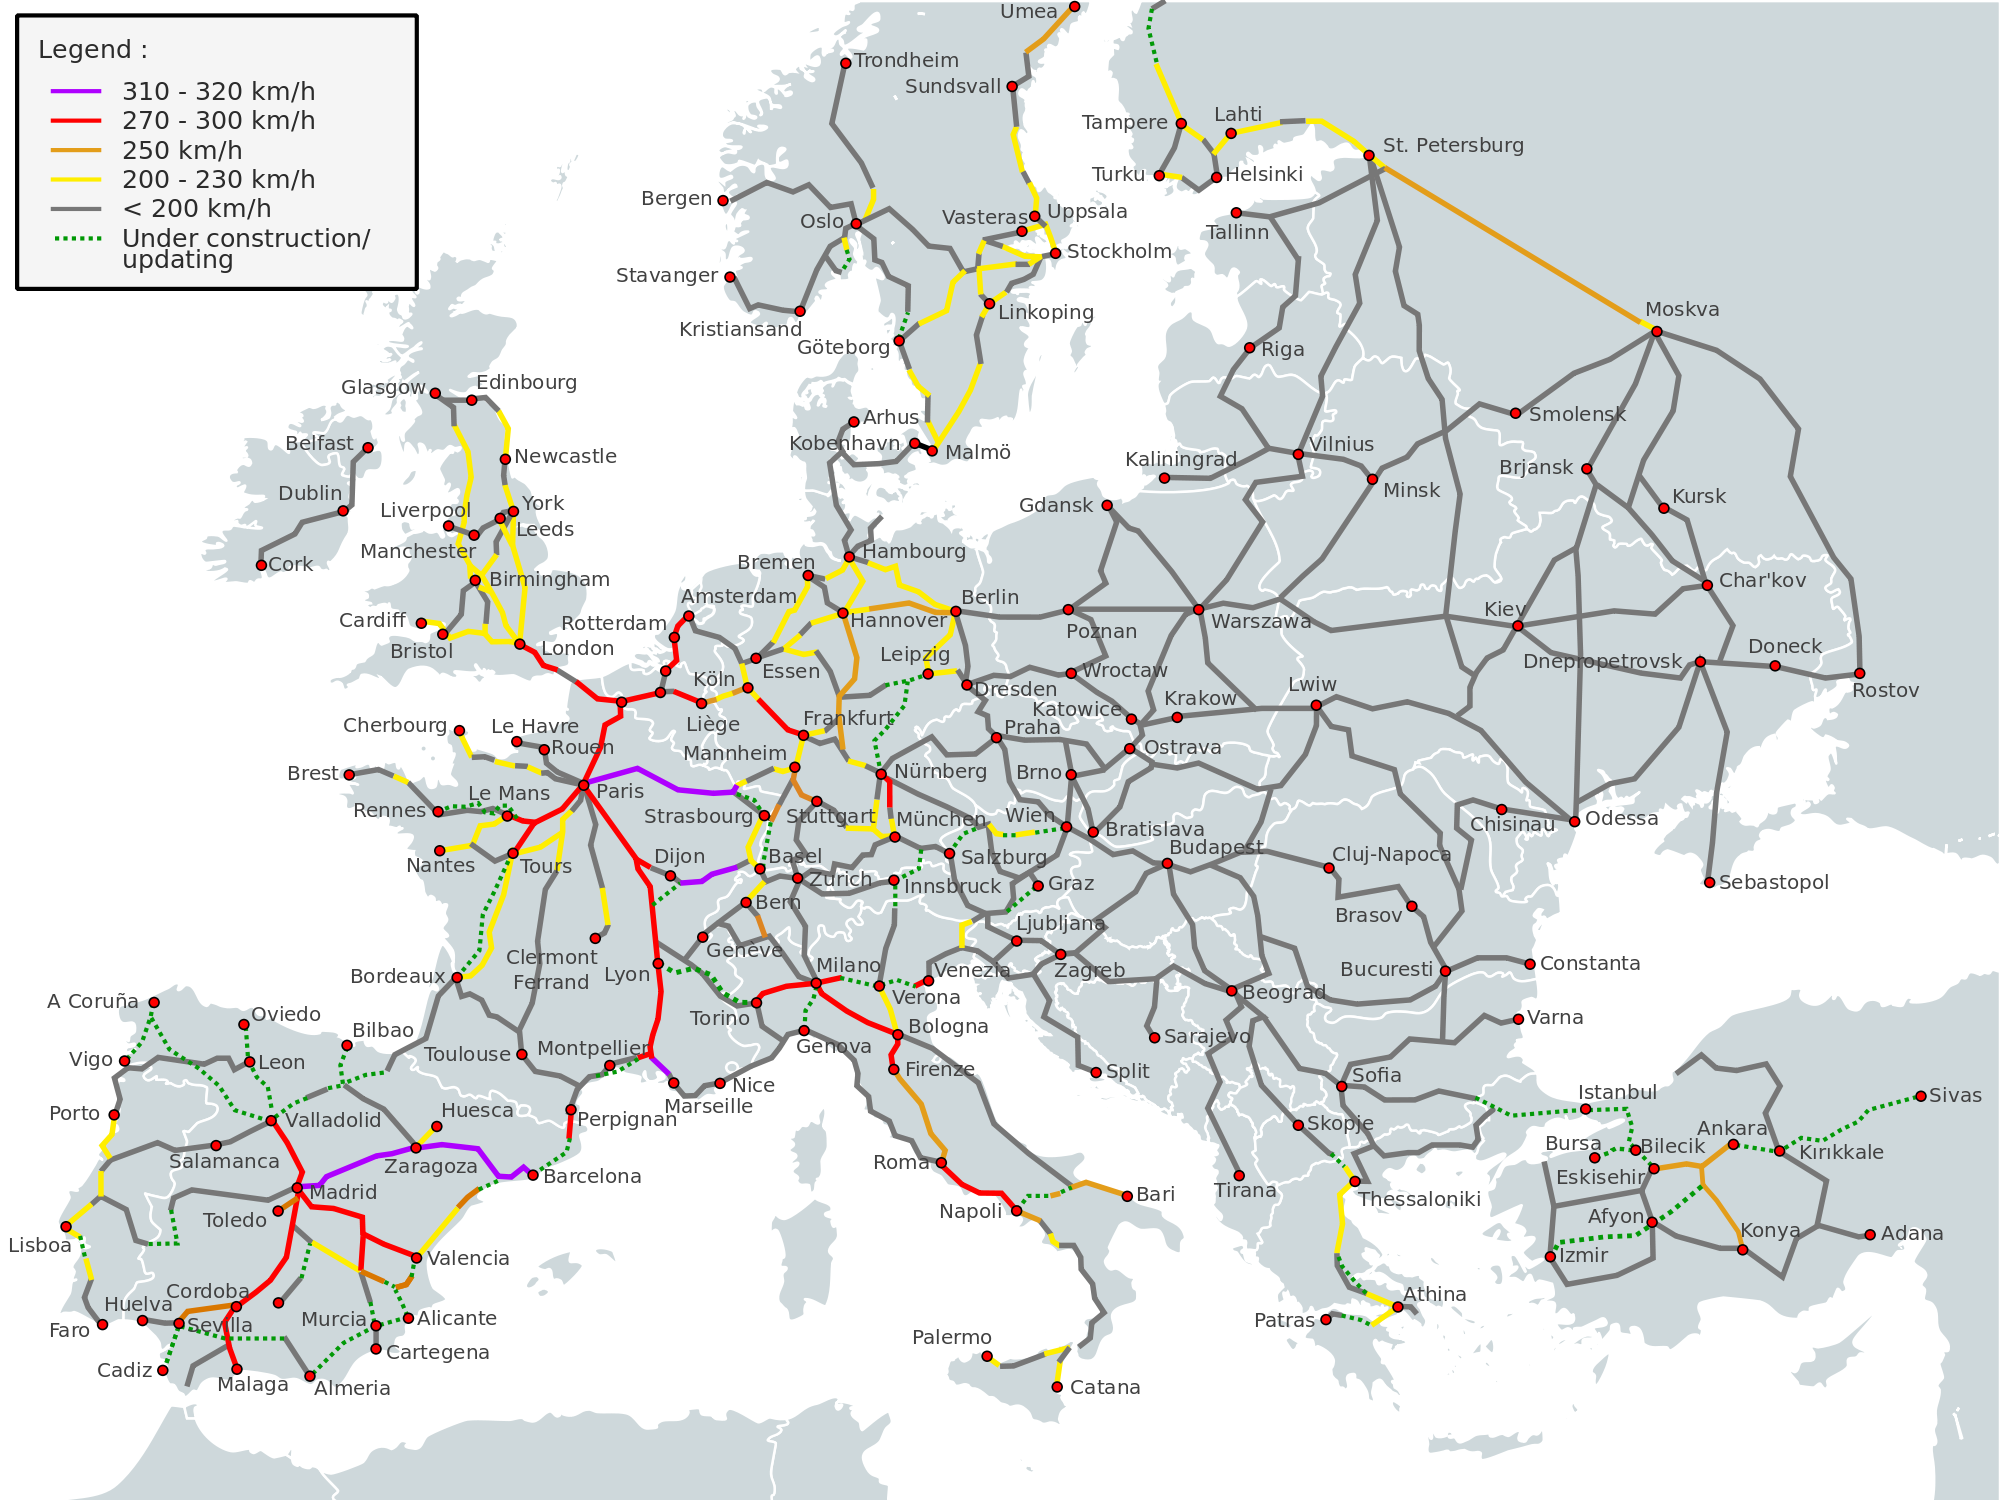 Legend :
310 - 320 km/h
270 - 300 km/h
250 km/h
200 - 230 km/h
< 200 km/h
Under construction/
updating
Umea
Trondheim
Sundsvall
Tampere
Lahti
St. Petersburg
Turku
Helsinki
Bergen
Oslo
Vasteras
Uppsala
Tallinn
Stockholm
Stavanger
Kristiansand
Linkoping
Göteborg
Riga
Moskva
Glasgow
Edinbourg
Arhus
Smolensk
Belfast
Kobenhavn
Malmö
Vilnius
Newcastle
Kaliningrad
Brjansk
Minsk
Dublin
Liverpool
York
Gdansk
Kursk
Leeds
Manchester
Hambourg
Cork
Bremen
Birmingham
Char'kov
Amsterdam
Berlin
Cardiff
Rotterdam
Hannover
Poznan
Warszawa
Kiev
Bristol
London
Leipzig
Doneck
Essen
Wroctaw
Dnepropetrovsk
Köln
Dresden
Krakow
Lwiw
Rostov
Cherbourg
Le Havre
Liège
Frankfurt
Katowice
Praha
Rouen
Mannheim
Ostrava
Brest
Nürnberg
Brno
Le Mans
Paris
Rennes
Strasbourg
Stuttgart
München
Wien
Bratislava
Chisinau
Odessa
Nantes
Tours
Dijon
Basel
Salzburg
Budapest
Cluj-Napoca
Zurich
Innsbruck
Graz
Sebastopol
Bern
Brasov
Clermont
Ferrand
Genève
Ljubljana
Bordeaux
Lyon
Milano
Venezia
Zagreb
Bucuresti
Constanta
A Coruña
Oviedo
Verona
Beograd
Bilbao
Torino
Bologna
Varna
Vigo
Leon
Toulouse
Montpellier
Genova
Sarajevo
Firenze
Split
Sofia
Nice
Istanbul
Sivas
Porto
Valladolid
Huesca
Marseille
Perpignan
Skopje
Ankara
Bursa
Bilecik
Kırıkkale
Salamanca
Zaragoza
Barcelona
Roma
Eskisehir
Madrid
Tirana
Thessaloniki
Bari
Toledo
Napoli
Afyon
Konya
Adana
Lisboa
Valencia
Izmir
Cordoba
Athina
Huelva
Murcia
Alicante
Patras
Faro
Sevilla
Palermo
Cartegena
Cadiz
Malaga
Almeria
Catana